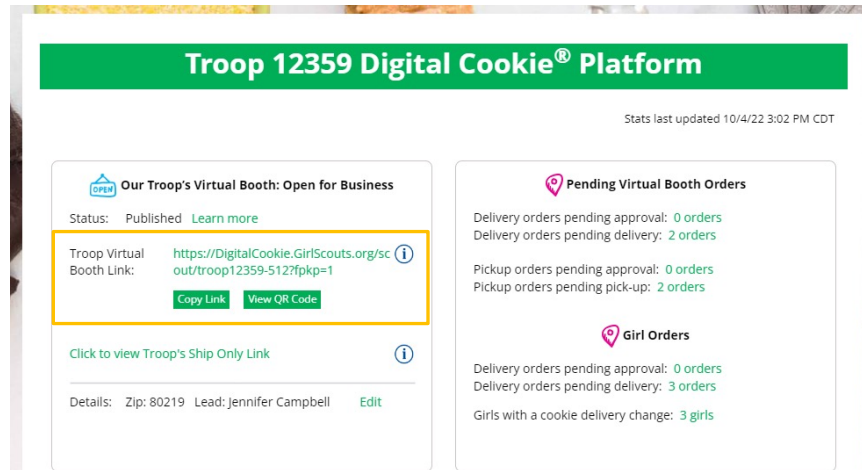 Troop 12359 Digital Cookie® Platform
Stats last updated 10/4/22 3:02 PM CDT
OPEN Our Troop's Virtual Booth: Open for Business
Status: Published Learn more
Troop Virtual Booth Link:
https://DigitalCookie.GirlScouts.org/sc
out/troop12359-512?fpkp=1
Copy Link View QR Code
Click to view Troop's Ship Only Link
Details: Zip: 80219 Lead: Jennifer Campbell Edit
Pending Virtual Booth Orders
Delivery orders pending approval: 0 orders
Delivery orders pending delivery: 2 orders
Pickup orders pending approval: 0 orders
Pickup orders pending pick-up: 2 orders
Girl Orders
Delivery orders pending approval: 0 orders
Delivery orders pending delivery: 3 orders
Girls with a cookie delivery change: 3 girls